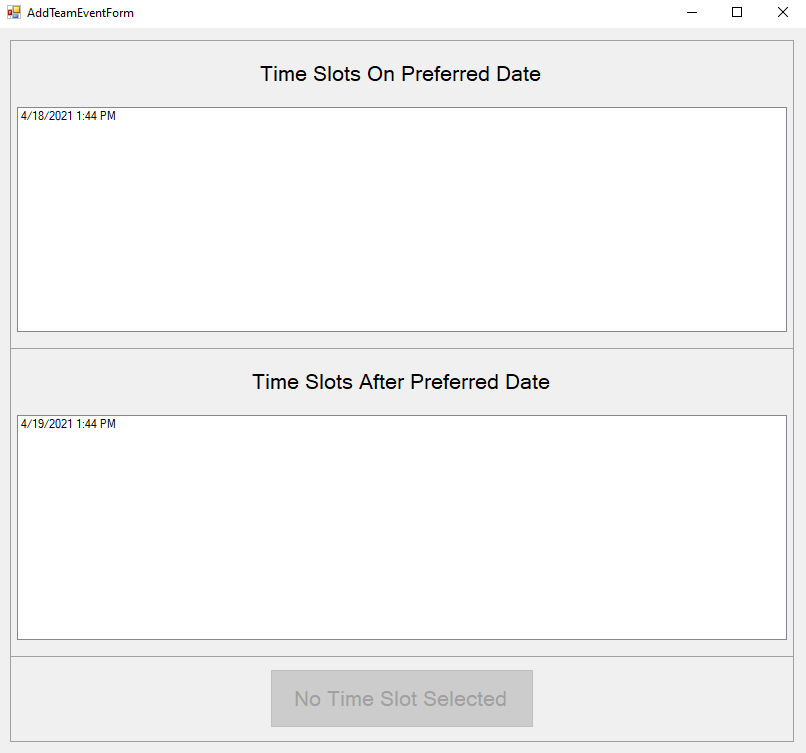 AddTeamEventForm
Time Slots On Preferred Date
4/18/2021 1:44 PM
Time Slots After Preferred Date
4/19/2021 1:44 PM
No Time Slot Selected